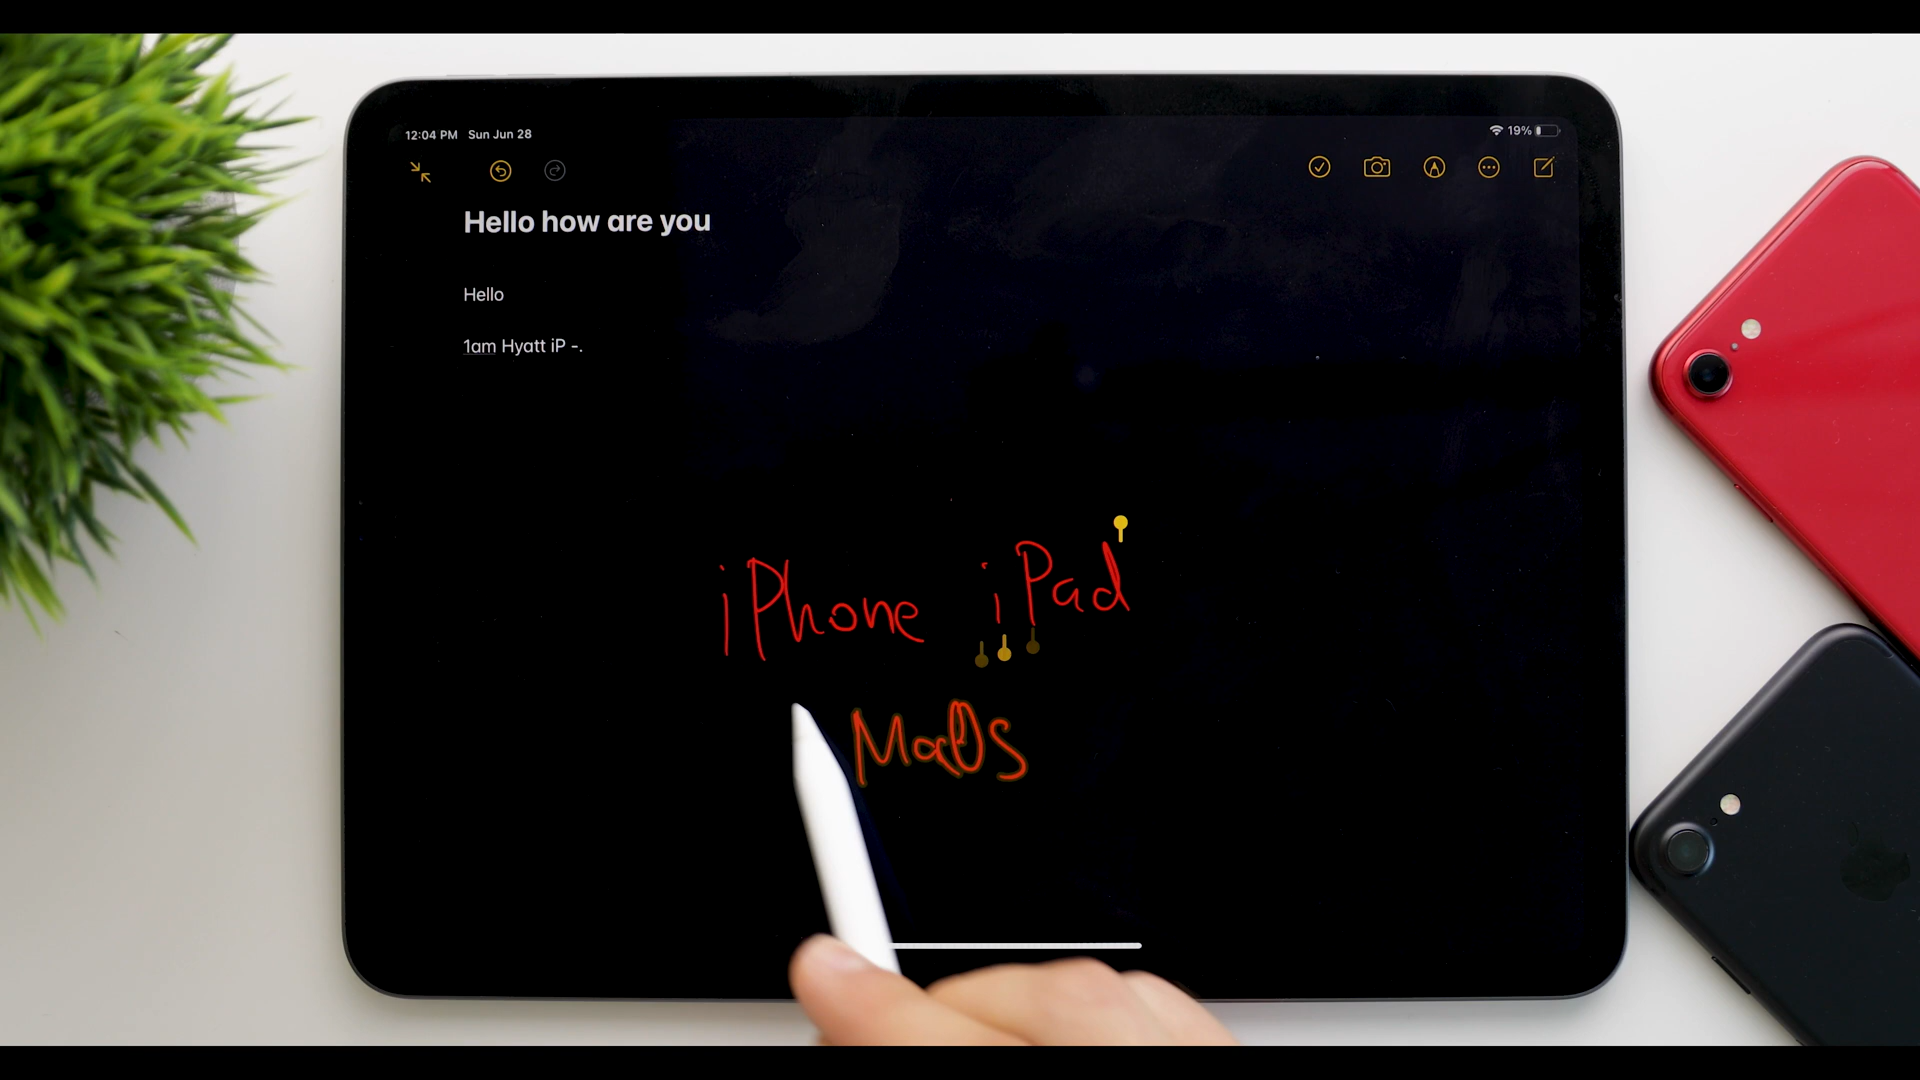 12:04 PM Sun Jun 28
19%
Hello how are you
Hello
1am Hyatt iP -.
iPhone iPad
MacOS